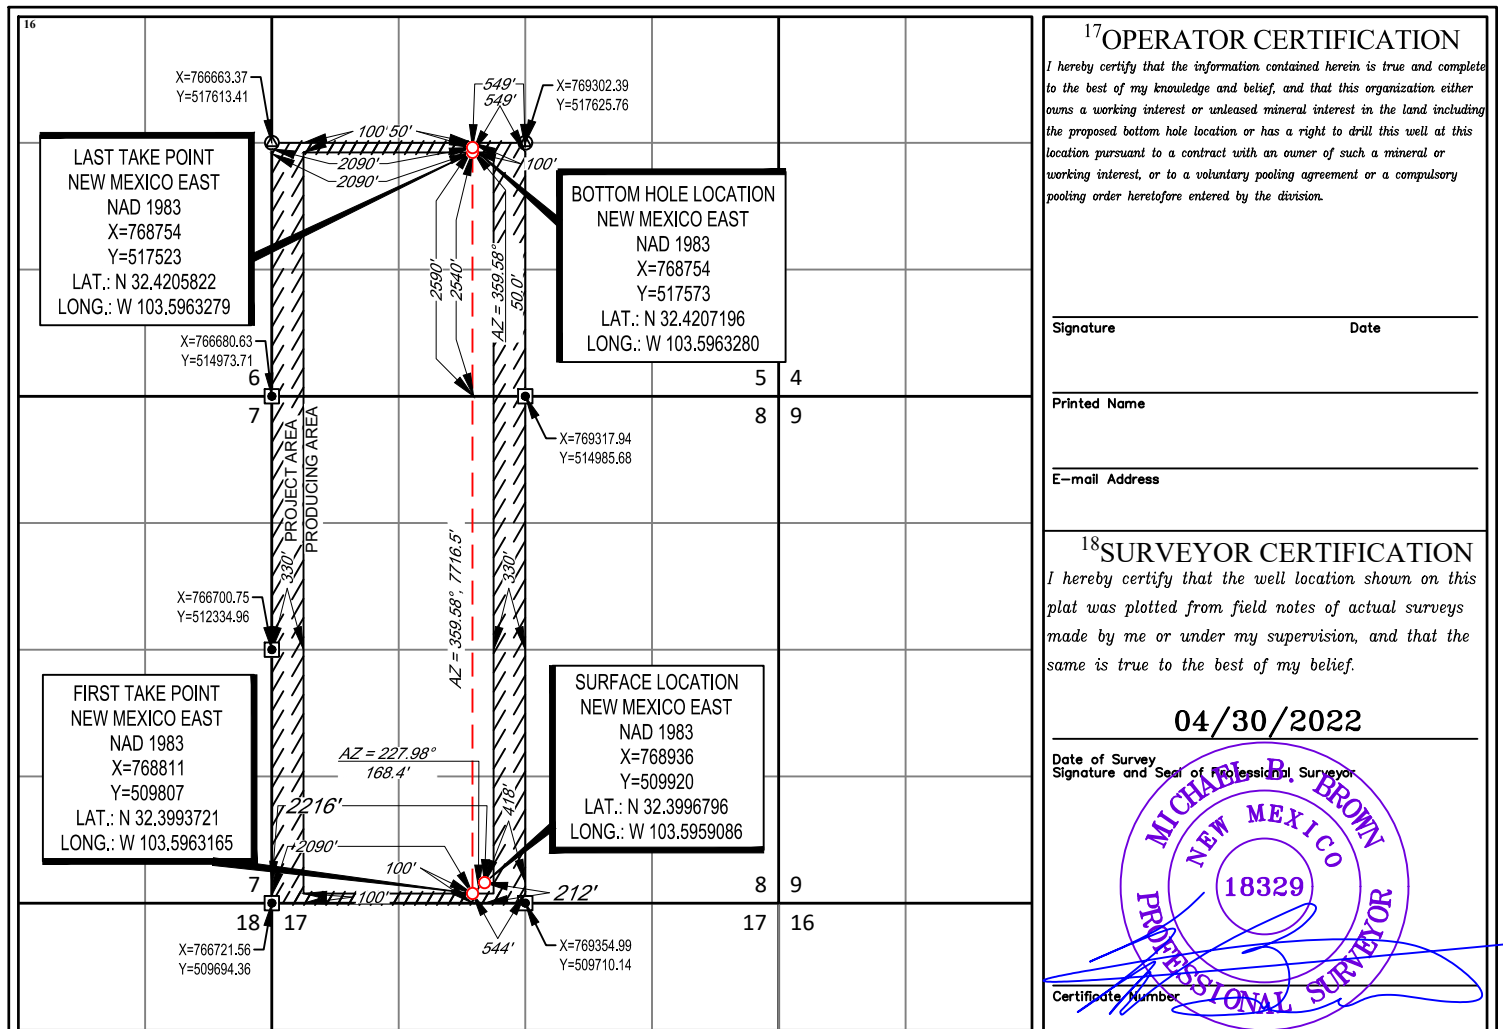 16
X=766663.37
Y=517613.41
549'
549'
X=769302.39
Y=517625.76
100' 50'
2090'
2090'
100'
LAST TAKE POINT
NEW MEXICO EAST
NAD 1983
X=768754
Y=517523
LAT.: N 32.4205822
LONG.: W 103.5963279
BOTTOM HOLE LOCATION
NEW MEXICO EAST
NAD 1983
X=768754
Y=517573
LAT.: N 32.4207196
LONG.: W 103.5963280
2590'
2540'
AZ = 359.58°
50.0'
X=766680.63
Y=514973.71
6
7
5 4
8 9
X=769317.94
Y=514985.68
PROJECT AREA
PRODUCING AREA
330'
330'
AZ = 359.58°, 7716.5'
X=766700.75
Y=512334.96
FIRST TAKE POINT
NEW MEXICO EAST
NAD 1983
X=768811
Y=509807
LAT.: N 32.3993721
LONG.: W 103.5963165
SURFACE LOCATION
NEW MEXICO EAST
NAD 1983
X=768936
Y=509920
LAT.: N 32.3996796
LONG.: W 103.5959086
AZ = 227.98°
168.4'
2216'
2090'
418'
100'
100'
212'
544'
7
18 17
8 9
17 16
X=766721.56
Y=509694.36
X=769354.99
Y=509710.14
17OPERATOR CERTIFICATION
I hereby certify that the information contained herein is true and complete
to the best of my knowledge and belief, and that this organization either
owns a working interest or unleased mineral interest in the land including
the proposed bottom hole location or has a right to drill this well at this
location pursuant to a contract with an owner of such a mineral or
working interest, or to a voluntary pooling agreement or a compulsory
pooling order heretofore entered by the division.
Signature Date
Printed Name
E-mail Address
18SURVEYOR CERTIFICATION
I hereby certify that the well location shown on this
plat was plotted from field notes of actual surveys
made by me or under my supervision, and that the
same is true to the best of my belief.
04/30/2022
Date of Survey
Signature and Seal of Professional Surveyor
MICHAEL B. BROWN
NEW MEXICO
18329
PROFESSIONAL SURVEYOR
Certificate Number